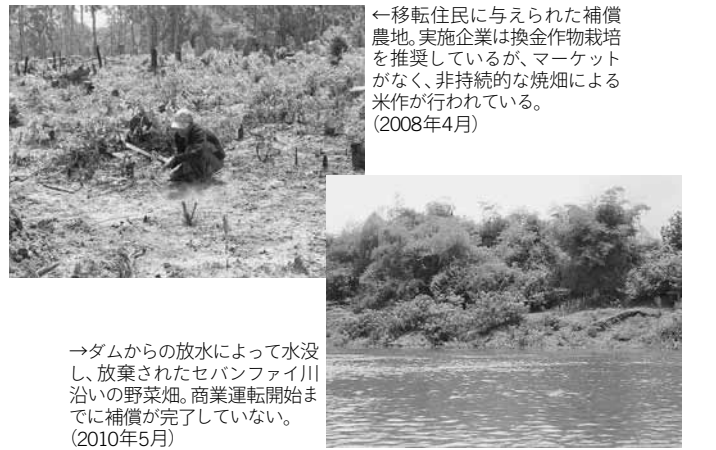 ←移転住民に与えられた補償
農地。実施企業は換金作物栽培
を推奨しているが、マーケット
がなく、非持続的な焼畑による
米作が行われている。
(2008年4月)
→ダムからの放水によって水没
し、放棄されたセバンファイ川
沿いの野菜畑。商業運転開始ま
でに補償が完了していない。
(2010年5月)